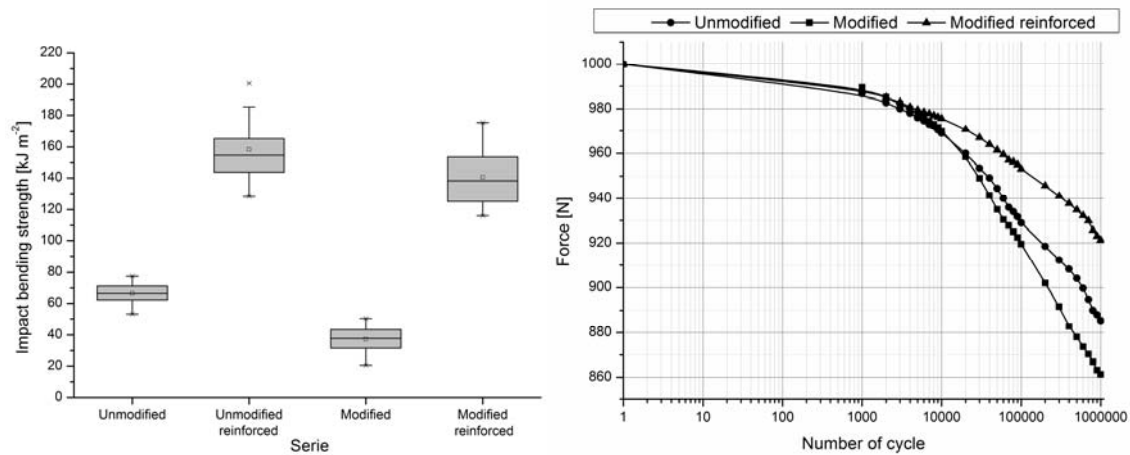 Impact bending strength [kJ m⁻²]
220
200
180
160
140
120
100
80
60
40
20
0
Unmodified
Unmodified
reinforced
Modified
Modified
reinforced
Serie
Unmodified
Modified
Modified reinforced
Force [N]
1000
980
960
940
920
900
880
860
1
10
100
1000
10000
100000
1000000
Number of cycle